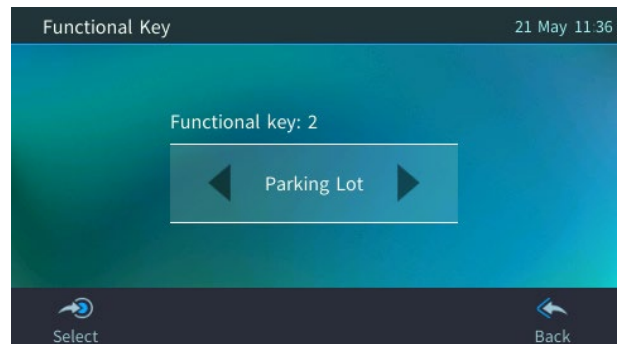 Functional Key 21 May 11:36
Functional key: 2
Parking Lot
Select Back